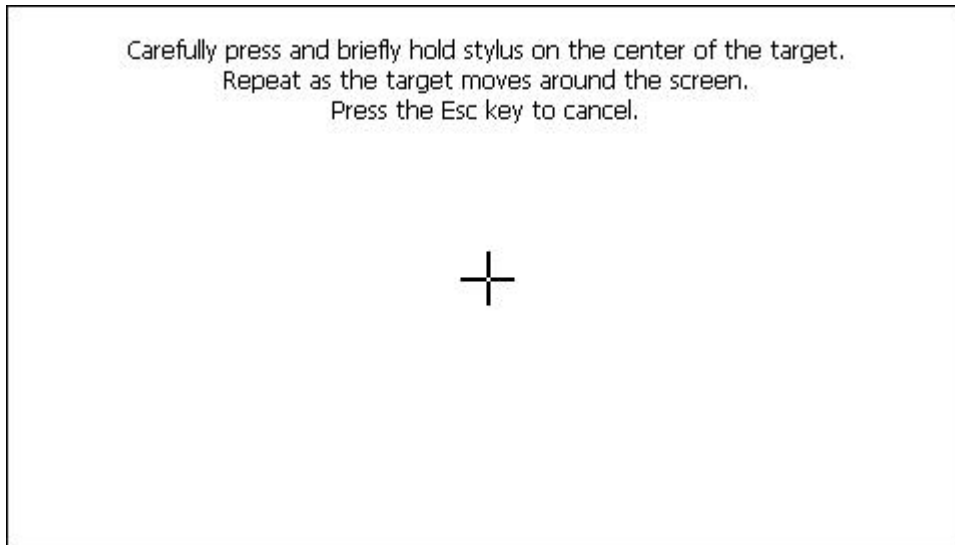 Carefully press and briefly hold stylus on the center of the target.
Repeat as the target moves around the screen.
Press the Esc key to cancel.